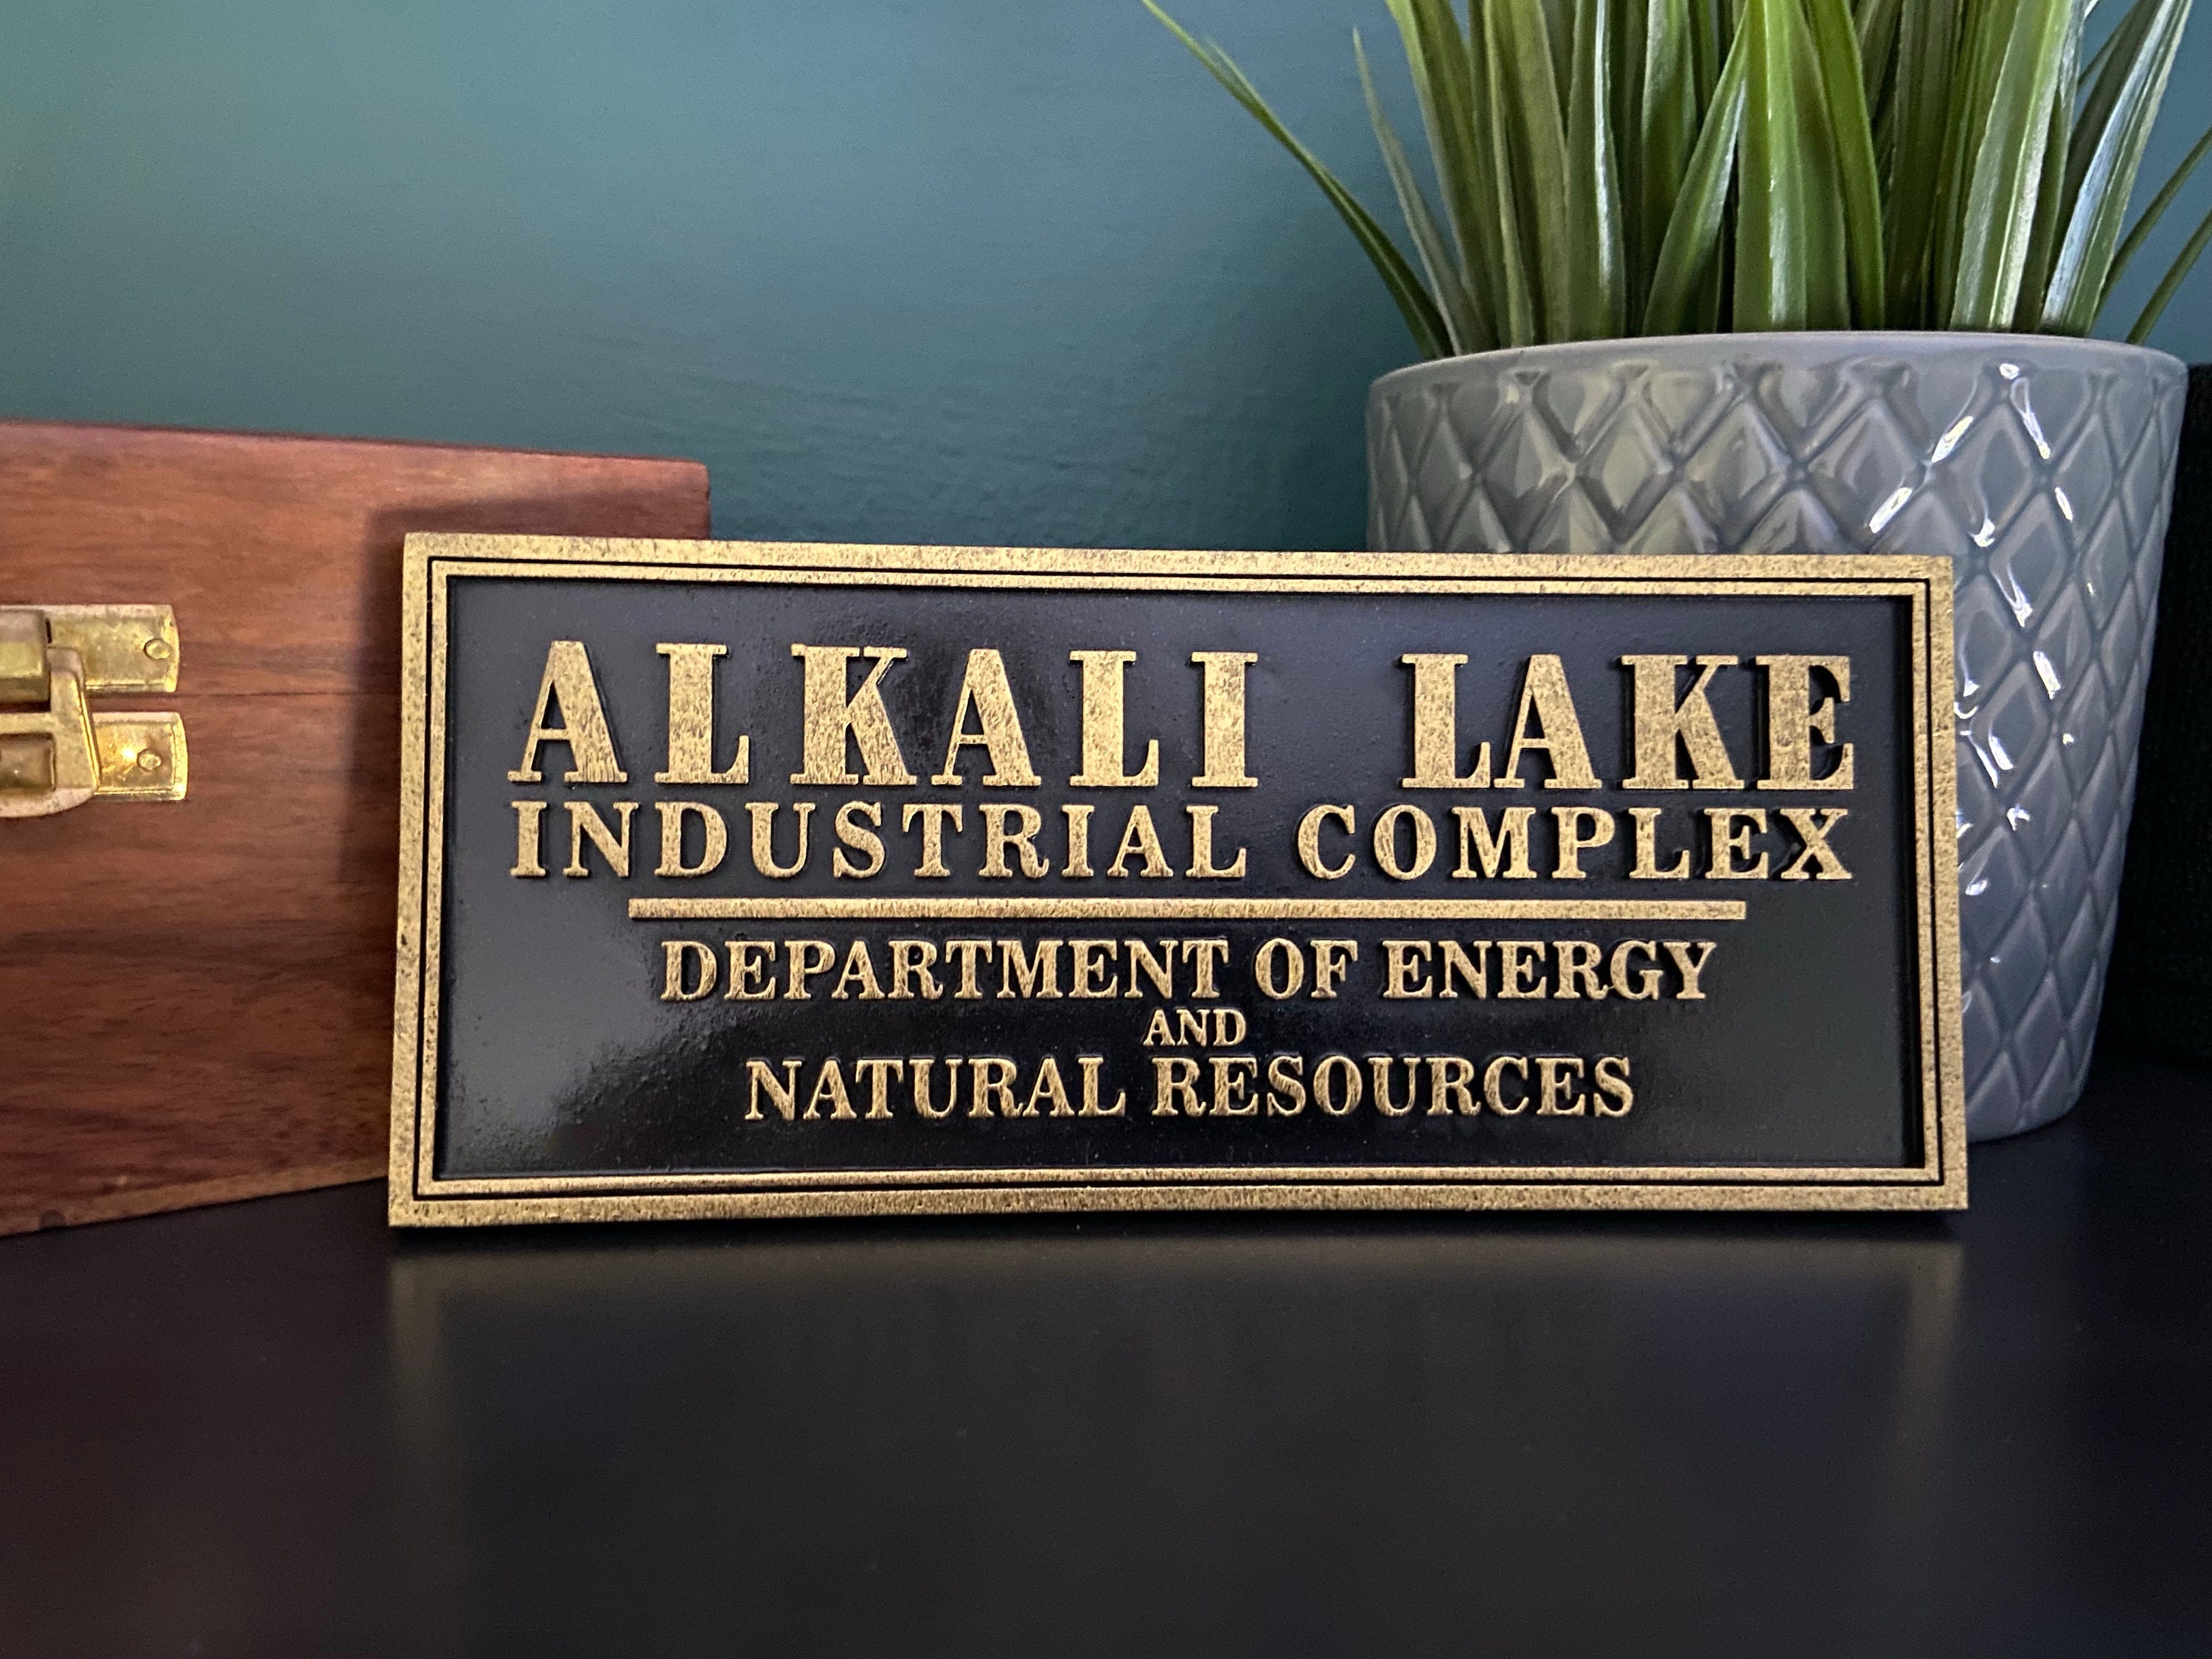 ALKALI LAKE
INDUSTRIAL COMPLEX
DEPARTMENT OF ENERGY
AND
NATURAL RESOURCES